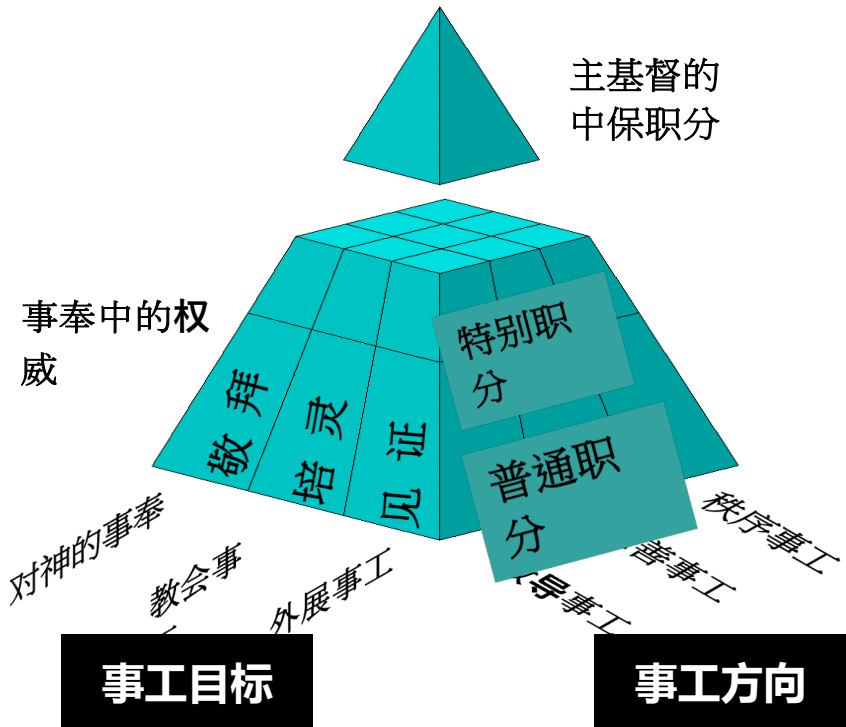 主基督的
中保职分
事奉中的权
威
特别职
分
敬拜
培灵
见证
普通职
分
对神的事奉
教会事
外展事工
导事工
善事工
秩序事工
事工目标
事工方向